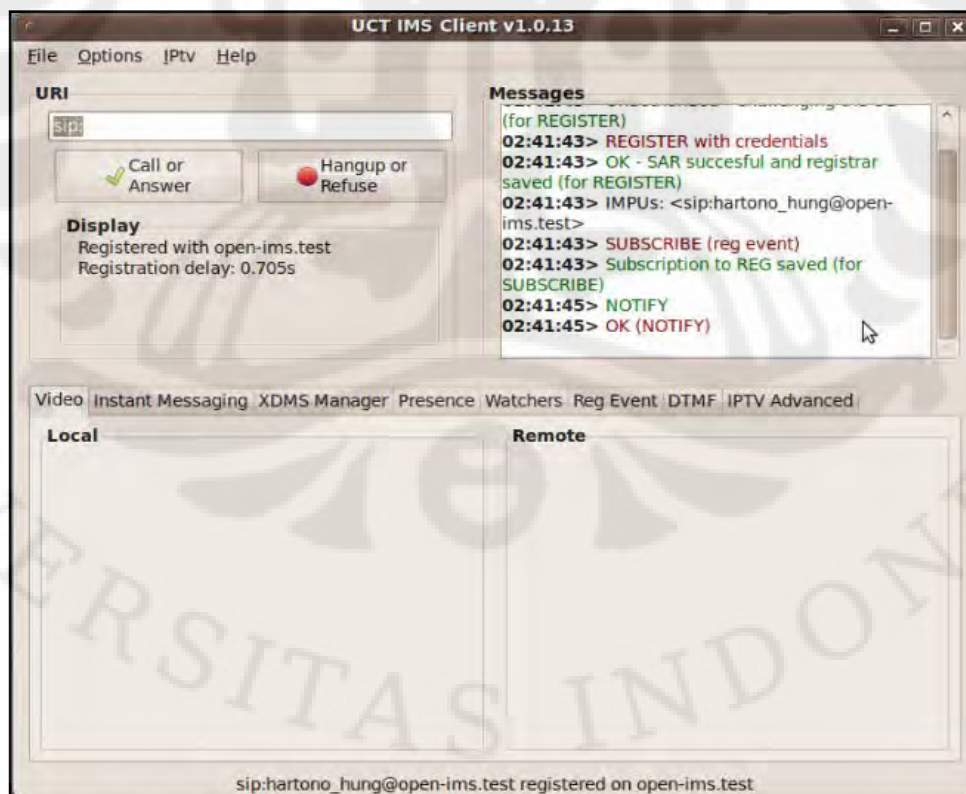 UCT IMS Client v1.0.13
File Options IPtv Help
URI
sip:
Call or
Answer
Hangup or
Refuse
Display
Registered with open-ims.test
Registration delay: 0.705s
Messages
(for REGISTER)
02:41:43> REGISTER with credentials
02:41:43> OK - SAR succesful and registrar
saved (for REGISTER)
02:41:43> IMPUs: <sip:hartono_hung@open-
ims.test>
02:41:43> SUBSCRIBE (reg event)
02:41:43> Subscription to REG saved (for
SUBSCRIBE)
02:41:45> NOTIFY
02:41:45> OK (NOTIFY)
Video Instant Messaging XDMS Manager Presence Watchers Reg Event DTMF IPTV Advanced
Local
Remote
ERSITAS INDON
sip:hartono_hung@open-ims.test registered on open-ims.test